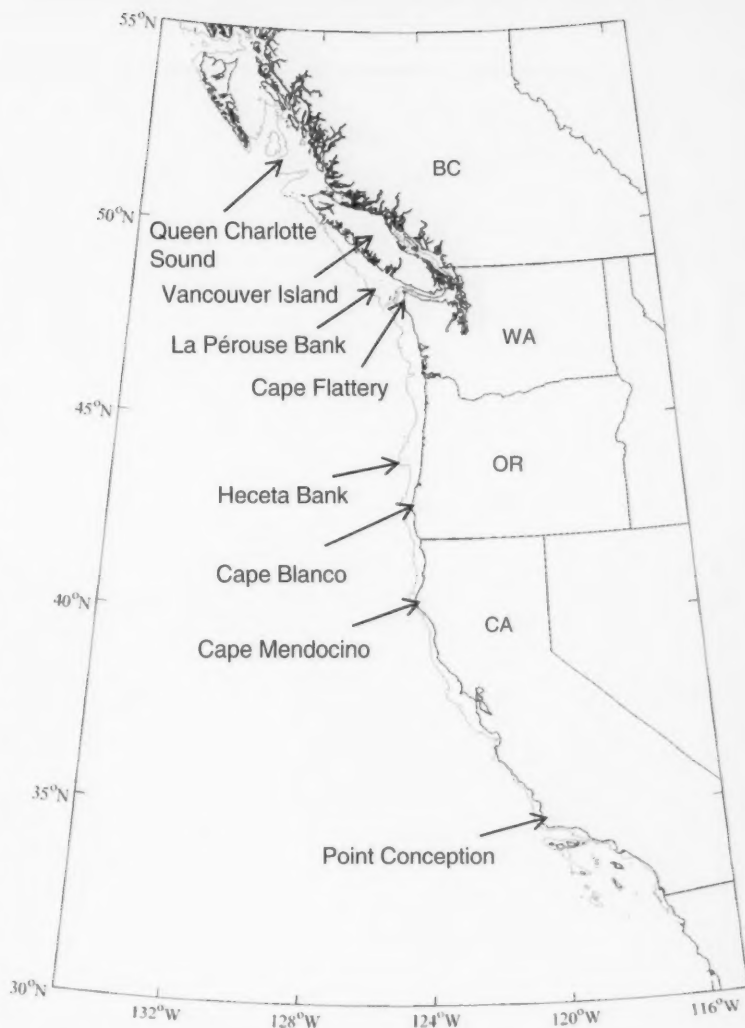 55°N
BC
50°N
Queen Charlotte
Sound
Vancouver Island
La Pérouse Bank
WA
Cape Flattery
45°N
OR
Heceta Bank
Cape Blanco
40°N
CA
Cape Mendocino
35°N
Point Conception
30°N
132°W
128°W
124°W
120°W
116°W